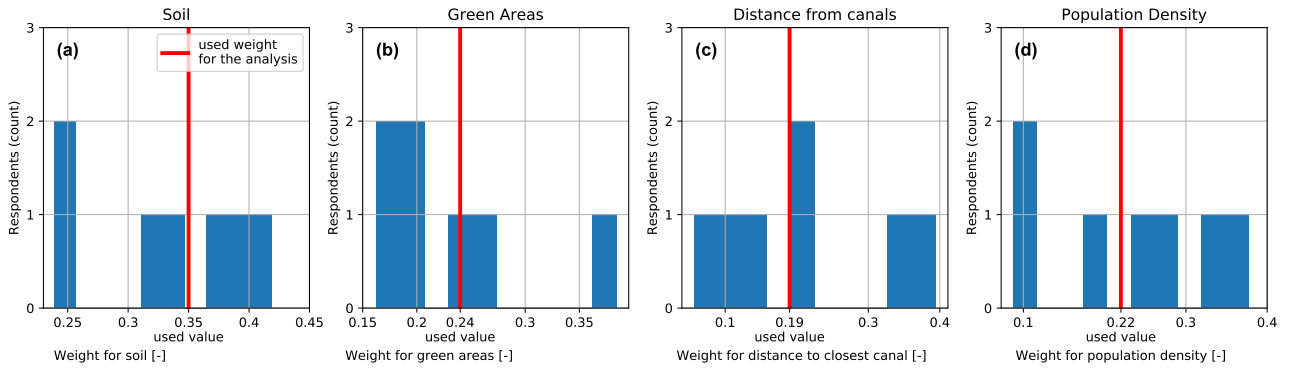 Soil
(a)
used weight
for the analysis
Respondents (count)
3
2
1
0
0.25 0.3 0.35 0.4 0.45
used value
Weight for soil [-]
Green Areas
(b)
Respondents (count)
3
2
1
0
0.15 0.2 0.24 0.3 0.35
used value
Weight for green areas [-]
Distance from canals
(c)
Respondents (count)
3
2
1
0
0.1 0.19 0.3 0.4
used value
Weight for distance to closest canal [-]
Population Density
(d)
Respondents (count)
3
2
1
0
0.1 0.22 0.3 0.4
used value
Weight for population density [-]